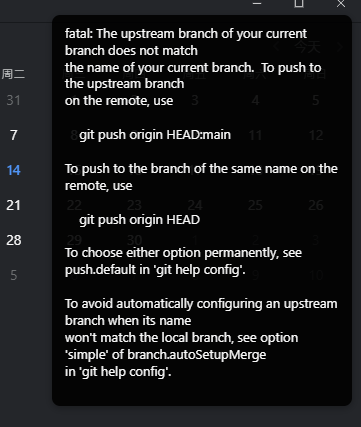 fatal: The upstream branch of your current
branch does not match
the name of your current branch.  To push to
the upstream branch
on the remote, use
git push origin HEAD:main
To push to the branch of the same name on the
remote, use
git push origin HEAD
To choose either option permanently, see
push.default in 'git help config'.
To avoid automatically configuring an upstream
branch when its name
won't match the local branch, see option
'simple' of branch.autoSetupMerge
in 'git help config'.
今天
周二
31 4 5
7 8 11 12
14 18 19
21 22 23 24 25 26
28 29 30
5